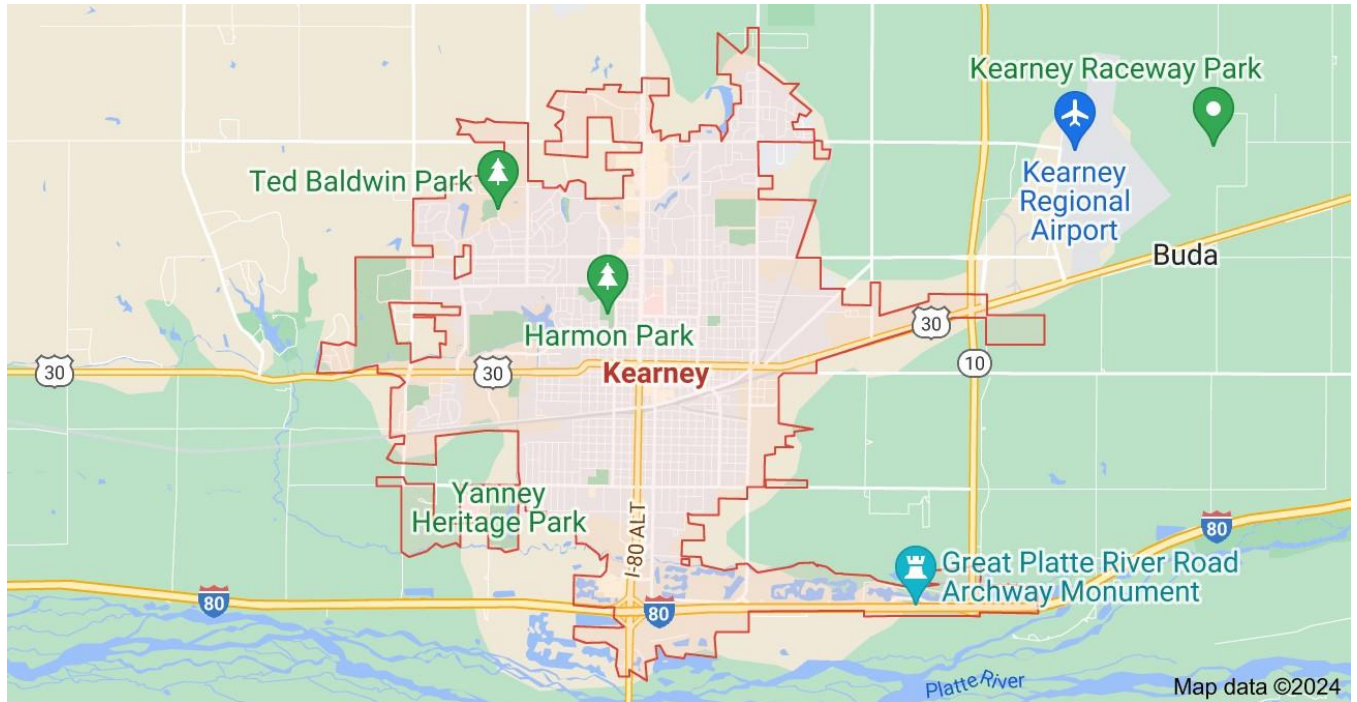 Kearney Raceway Park
Ted Baldwin Park
Kearney
Regional
Airport
Buda
Harmon Park
30
30
30
Kearney
10
Yanney
Heritage Park
I-80 ALT
80
Great Platte River Road
Archway Monument
80
80
Platte River
Map data ©2024